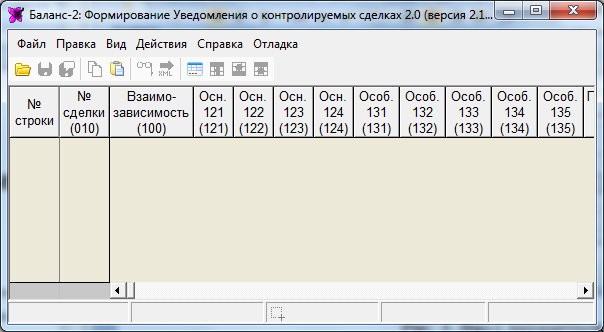 Баланс-2: Формирование Уведомления о контролируемых сделках 2.0 (версия 2.1...
Файл Правка Вид Действия Справка Отладка
XML
№ строки
№ сделки (010)
Взаимо- зависимость (100)
Осн. 121 (121)
Осн. 122 (122)
Осн. 123 (123)
Осн. 124 (124)
Особ. 131 (131)
Особ. 132 (132)
Особ. 133 (133)
Особ. 134 (134)
Особ. 135 (135)